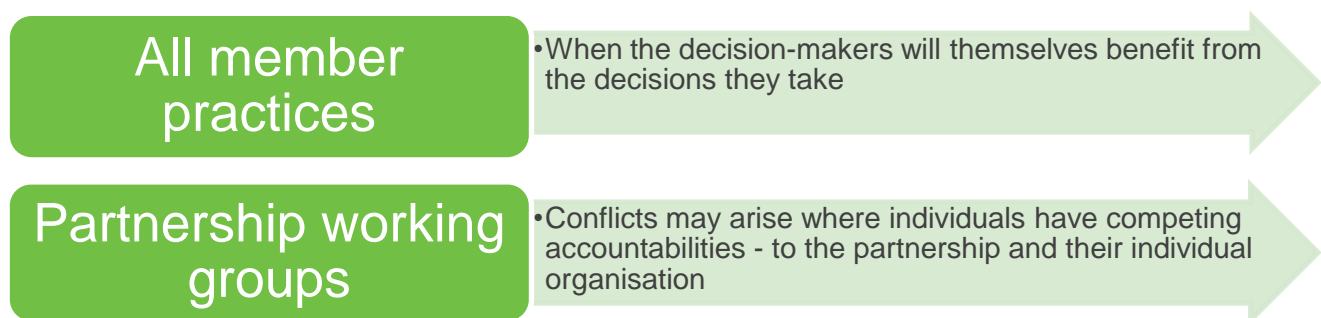 All member
practices
•When the decision-makers will themselves benefit from
the decisions they take
Partnership working
groups
•Conflicts may arise where individuals have competing
accountabilities - to the partnership and their individual
organisation